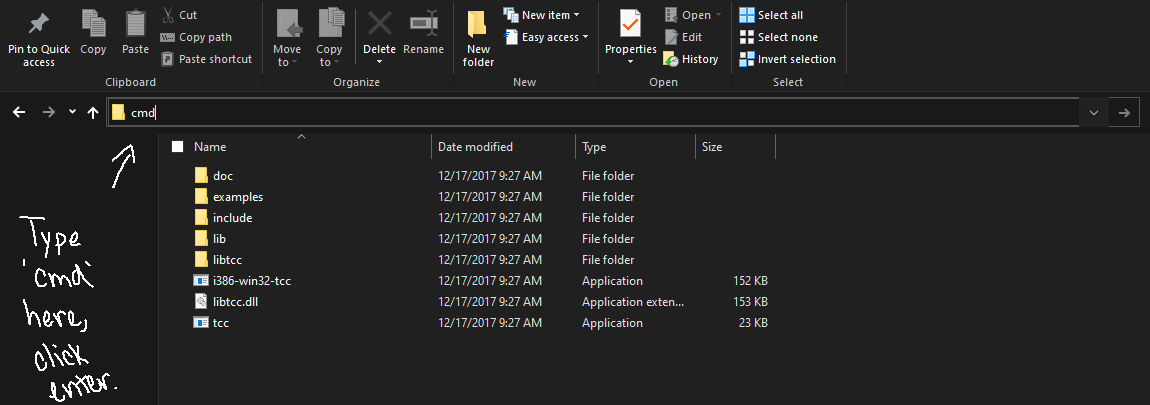 Pin to Quick access
Copy
Paste
Cut
Copy path
Paste shortcut
Clipboard
Move to
Copy to
Delete
Rename
Organize
New folder
New item
Easy access
New
Properties
Open
Edit
History
Open
Select all
Select none
Invert selection
Select
cmd
Name Date modified Type Size
doc 12/17/2017 9:27 AM File folder
examples 12/17/2017 9:27 AM File folder
include 12/17/2017 9:27 AM File folder
lib 12/17/2017 9:27 AM File folder
libtcc 12/17/2017 9:27 AM File folder
i386-win32-tcc 12/17/2017 9:27 AM Application 152 KB
libtcc.dll 12/17/2017 9:27 AM Application exten... 153 KB
tcc 12/17/2017 9:27 AM Application 23 KB
Type
'cmd'
here,
click
enter.